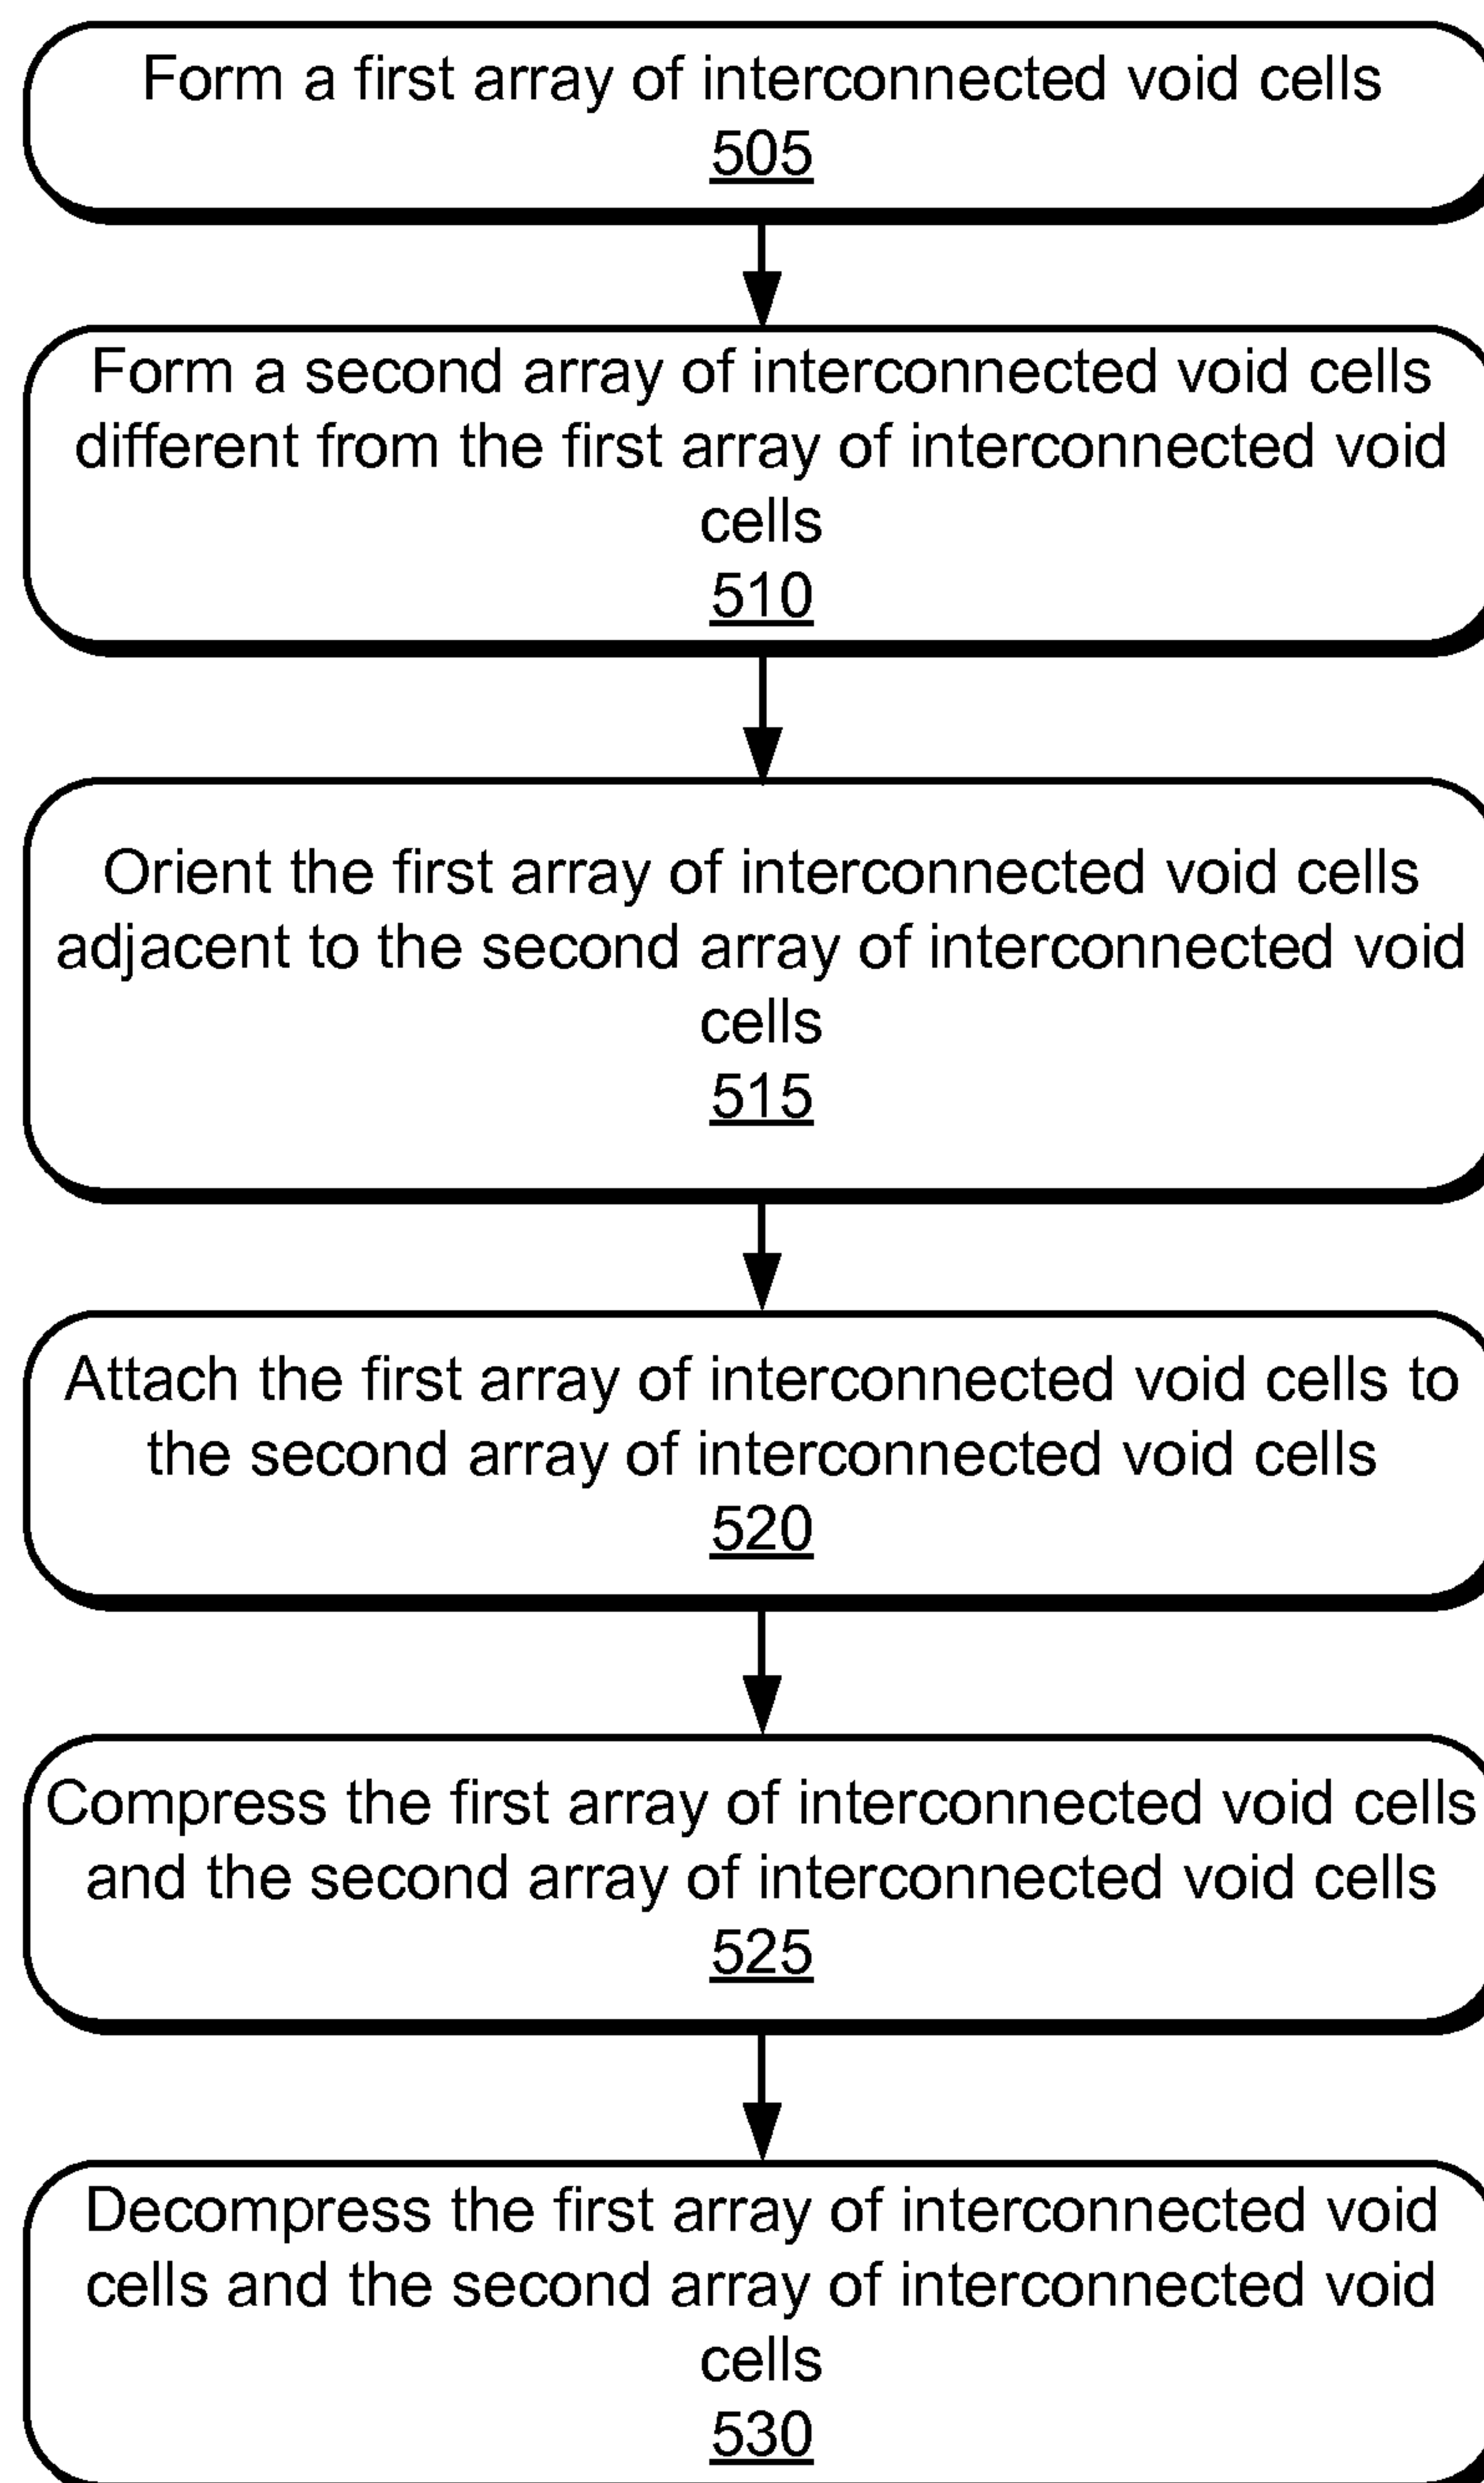 Form a first array of interconnected void cells
505
Form a second array of interconnected void cells
different from the first array of interconnected void
cells
510
Orient the first array of interconnected void cells
adjacent to the second array of interconnected void
cells
515
Attach the first array of interconnected void cells to
the second array of interconnected void cells
520
Compress the first array of interconnected void cells
and the second array of interconnected void cells
525
Decompress the first array of interconnected void
cells and the second array of interconnected void
cells
530